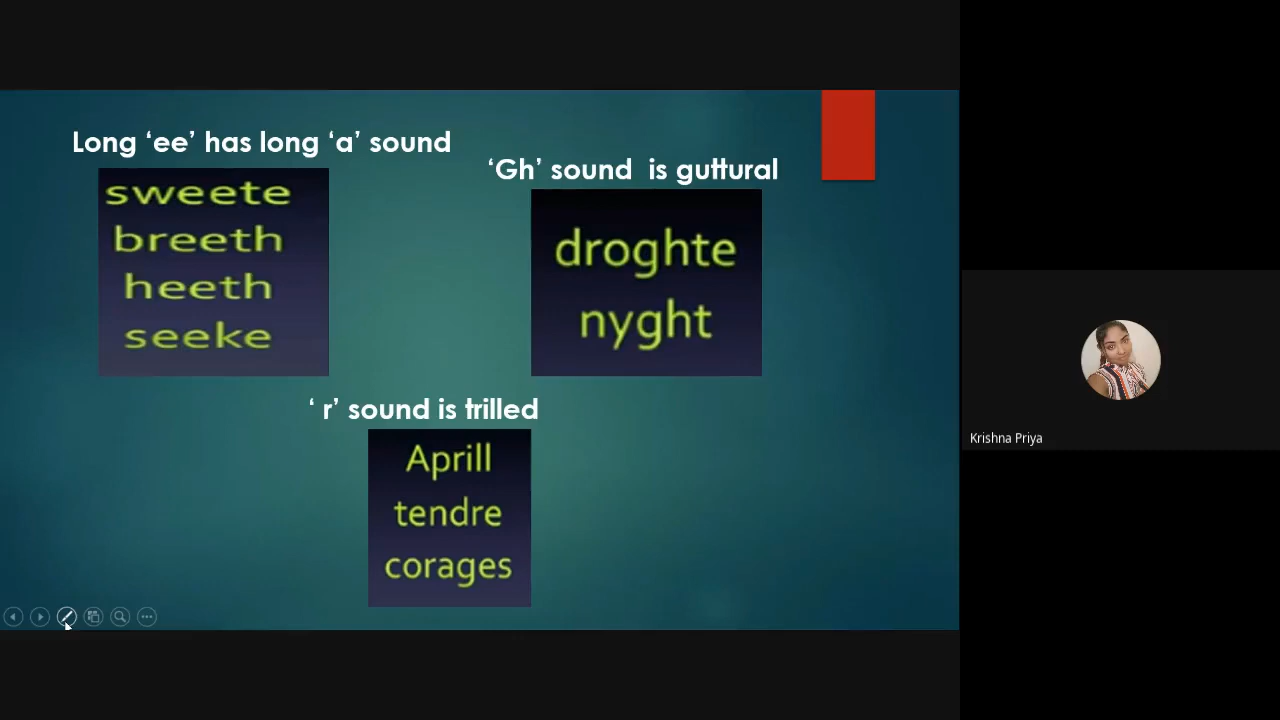 Long ‘ee’ has long ‘a’ sound
sweete
breeth
heeth
seeke
‘Gh’ sound is guttural
droghte
nyght
‘ r’ sound is trilled
Aprill
tendre
corages
Krishna Priya